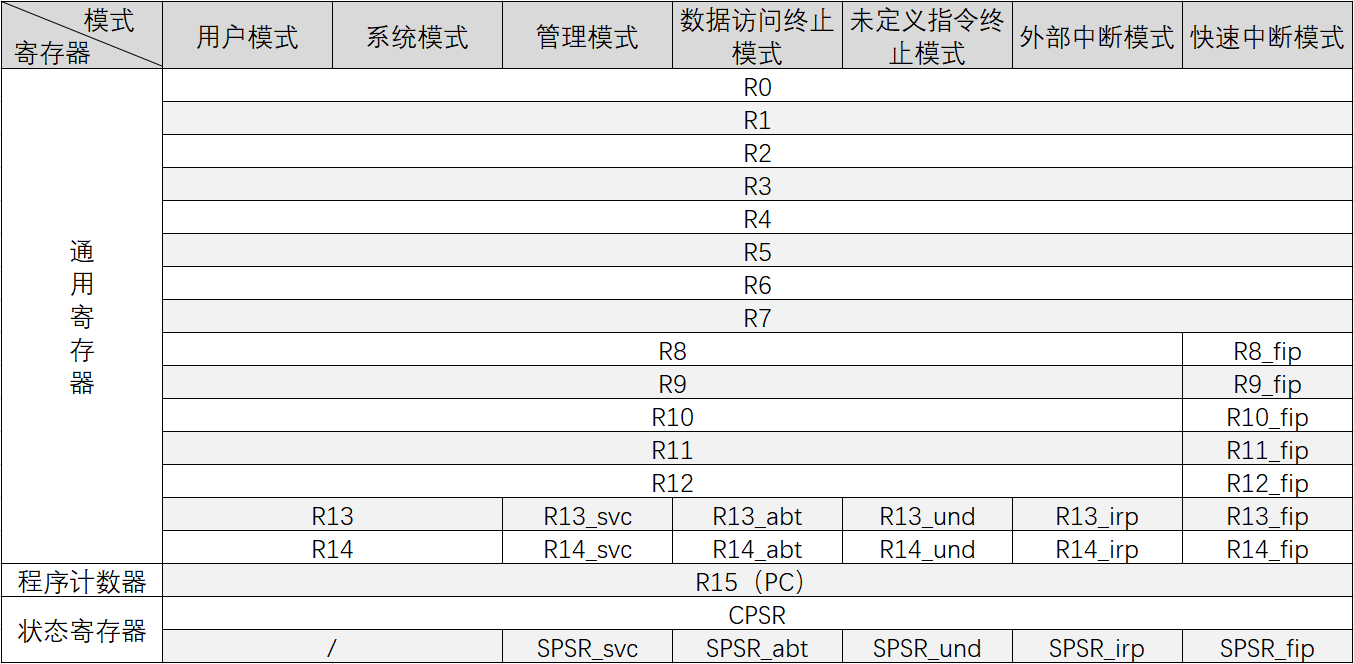 模式
寄存器
用户模式
系统模式
管理模式
数据访问终止
模式
未定义指令终
止模式
外部中断模式
快速中断模式
通
用
寄
存
器
R0
R1
R2
R3
R4
R5
R6
R7
R8 R8_fip
R9 R9_fip
R10 R10_fip
R11 R11_fip
R12 R12_fip
R13 R13_svc R13_abt R13_und R13_irp R13_fip
R14 R14_svc R14_abt R14_und R14_irp R14_fip
程序计数器 R15（PC）
状态寄存器
CPSR
/ SPSR_svc SPSR_abt SPSR_und SPSR_irp SPSR_fip